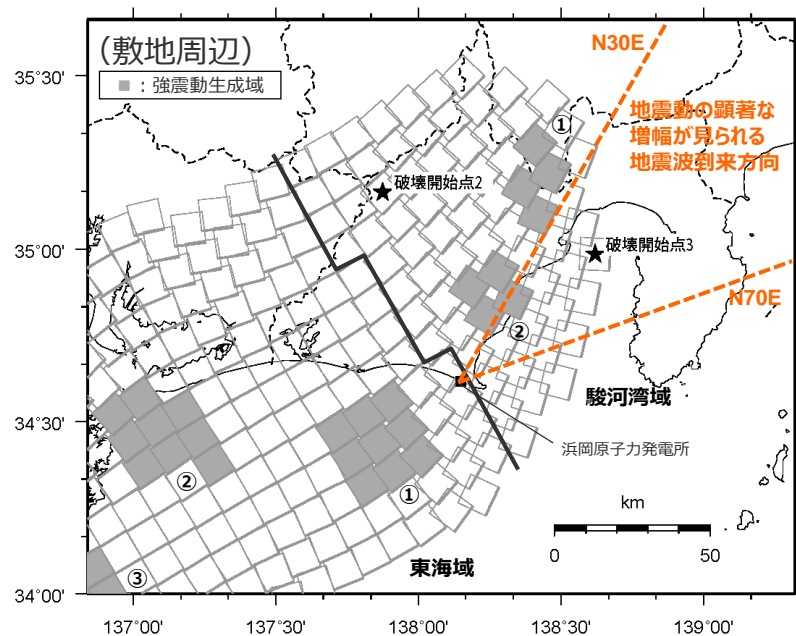 (敷地周辺)
■ : 強震動生成域
N30E
地震動の顕著な
増幅が見られる
地震波到来方向
①
破壊開始点2
破壊開始点3
N70E
②
駿河湾域
浜岡原子力発電所
②
①
③
東海域
km
0 50
35°30'
35°00'
34°30'
34°00'
137°00' 137°30' 138°00' 138°30' 139°00'